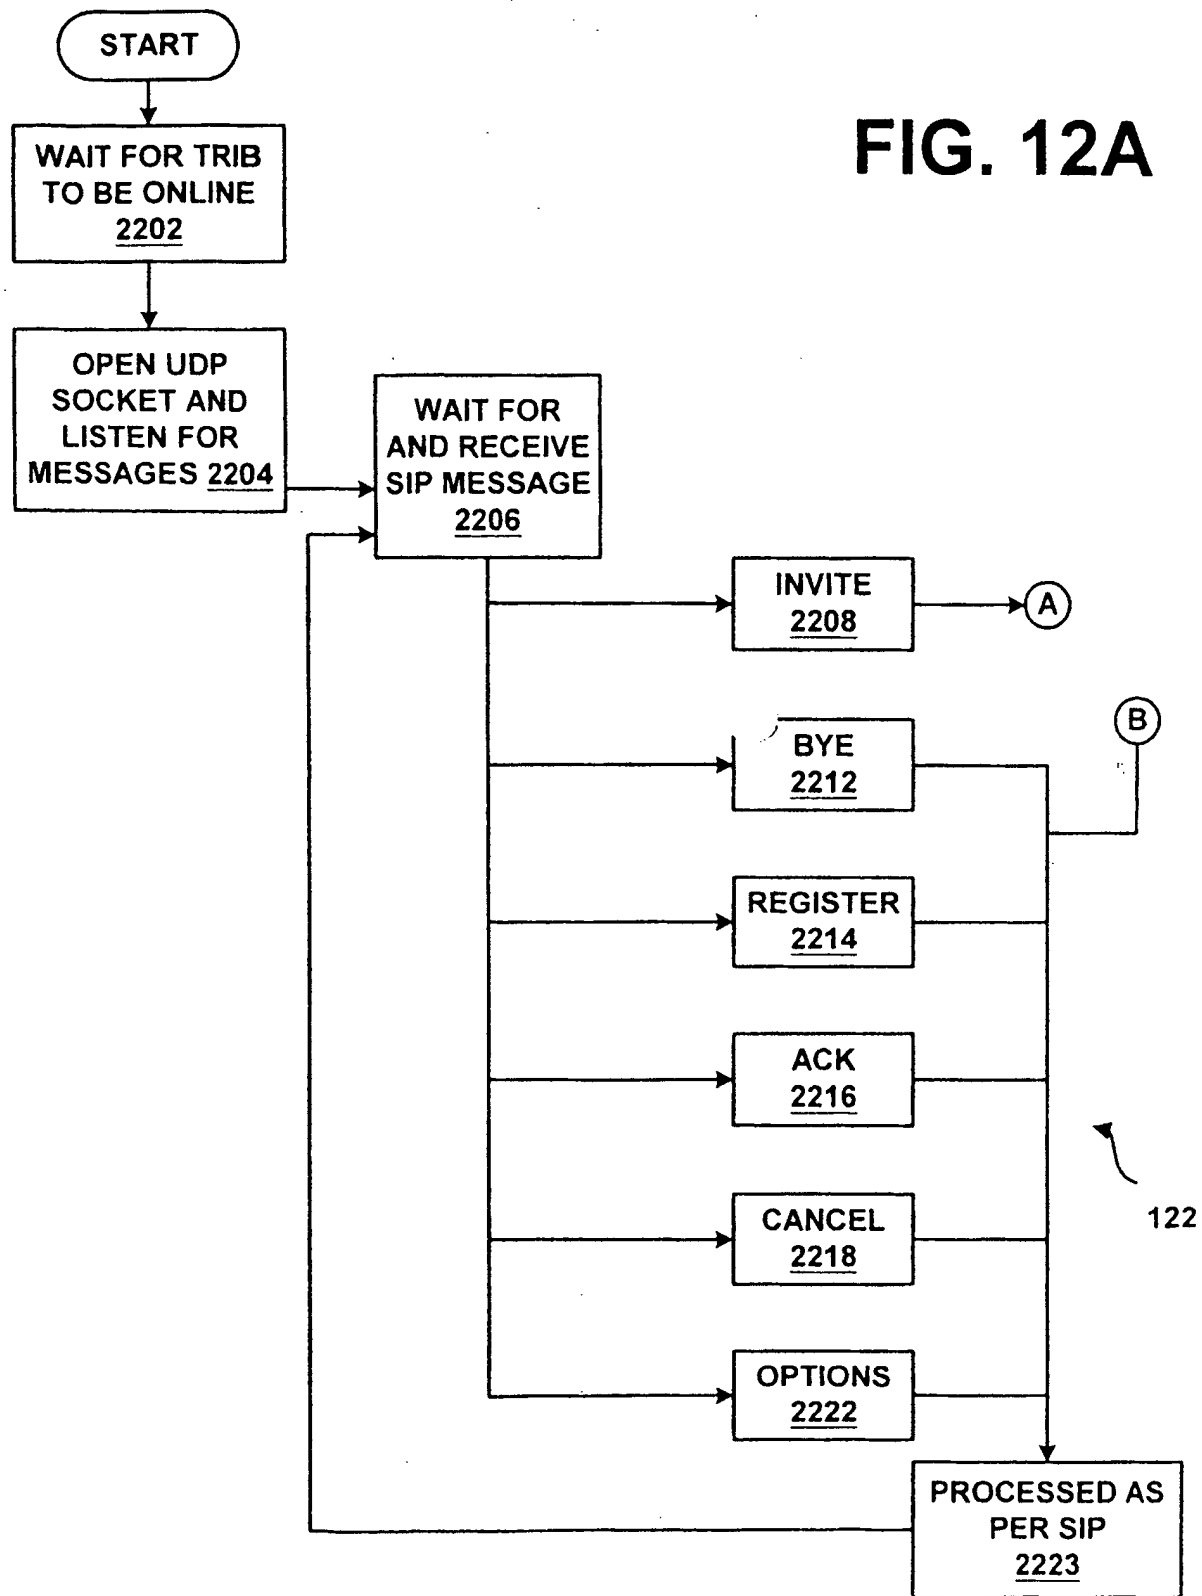 START
FIG. 12A
WAIT FOR TRIB
TO BE ONLINE
2202
OPEN UDP
SOCKET AND
LISTEN FOR
MESSAGES 2204
WAIT FOR
AND RECEIVE
SIP MESSAGE
2206
INVITE
2208
A
B
BYE
2212
REGISTER
2214
ACK
2216
122
CANCEL
2218
OPTIONS
2222
PROCESSED AS
PER SIP
2223